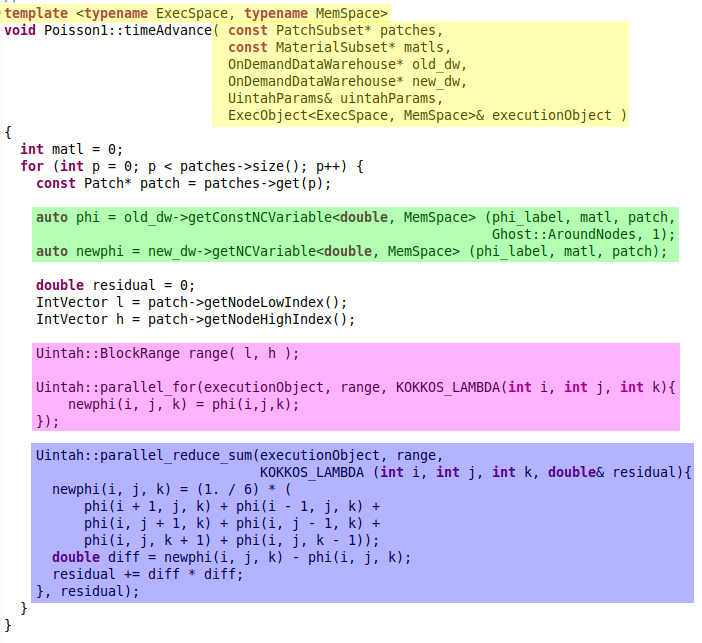 template <typename ExecSpace, typename MemSpace>
void Poisson1::timeAdvance( const PatchSubset* patches,
                            const MaterialSubset* matls,
                            OnDemandDataWarehouse* old_dw,
                            OnDemandDataWarehouse* new_dw,
                            UintahParams& uintahParams,
                            ExecObject<ExecSpace, MemSpace>& executionObject )
{
  int matl = 0;
  for (int p = 0; p < patches->size(); p++) {
    const Patch* patch = patches->get(p);

    auto phi = old_dw->getConstNCVariable<double, MemSpace> (phi_label, matl, patch,
                                                             Ghost::AroundNodes, 1);
    auto newphi = new_dw->getNCVariable<double, MemSpace> (phi_label, matl, patch);

    double residual = 0;
    IntVector l = patch->getNodeLowIndex();
    IntVector h = patch->getNodeHighIndex();

    Uintah::BlockRange range( l, h );

    Uintah::parallel_for(executionObject, range, KOKKOS_LAMBDA(int i, int j, int k){
        newphi(i, j, k) = phi(i,j,k);
    });

    Uintah::parallel_reduce_sum(executionObject, range,
                                KOKKOS_LAMBDA (int i, int j, int k, double& residual){
      newphi(i, j, k) = (1. / 6) * (
          phi(i + 1, j, k) + phi(i - 1, j, k) +
          phi(i, j + 1, k) + phi(i, j - 1, k) +
          phi(i, j, k + 1) + phi(i, j, k - 1));
      double diff = newphi(i, j, k) - phi(i, j, k);
      residual += diff * diff;
    }, residual);
  }
}